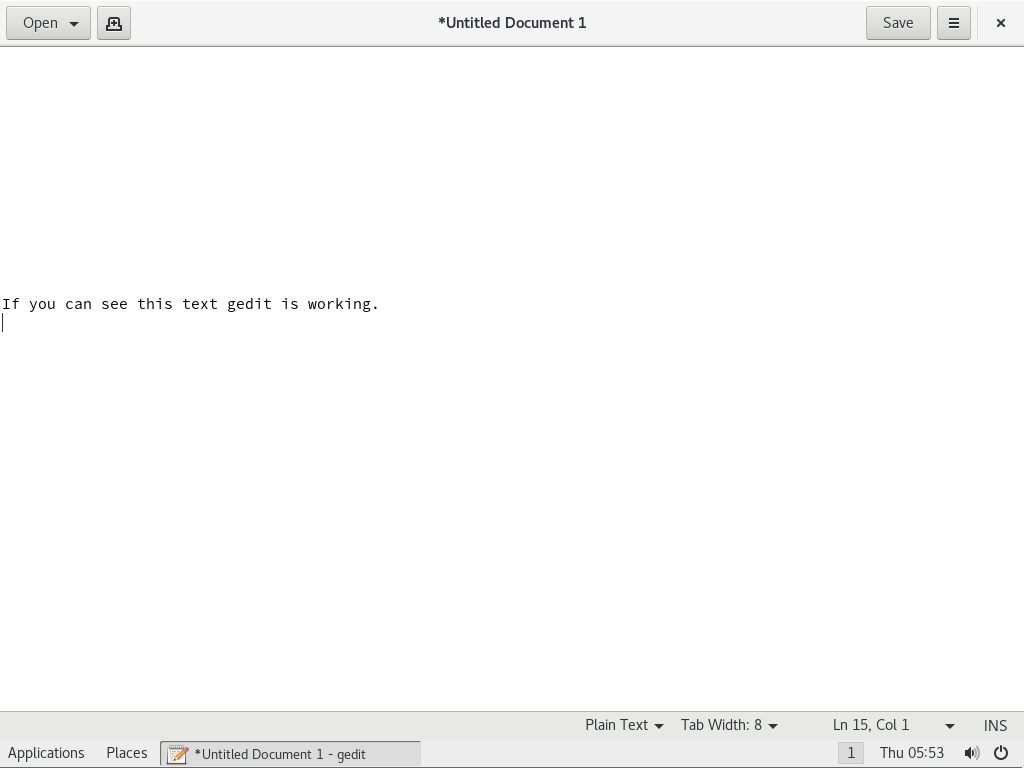 Open
*Untitled Document 1
Save
If you can see this text gedit is working.
Plain Text
Tab Width: 8
Ln 15, Col 1
INS
Applications
Places
*Untitled Document 1 - gedit
1
Thu 05:53